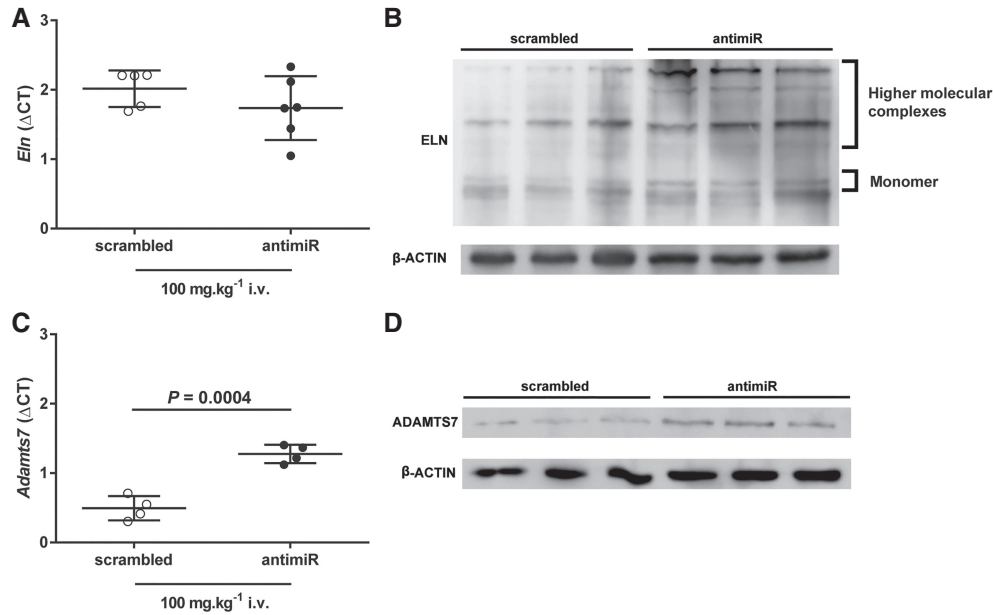 A
3
2
1
0
Eln (ΔCT)
scrambled antimiR
100 mg.kg-1 i.v.
B
scrambled antimiR
ELN
Higher molecular
complexes
Monomer
β-ACTIN
C
3
2
1
0
Adamts7 (ΔCT)
P = 0.0004
scrambled antimiR
100 mg.kg-1 i.v.
D
scrambled antimiR
ADAMTS7
β-ACTIN